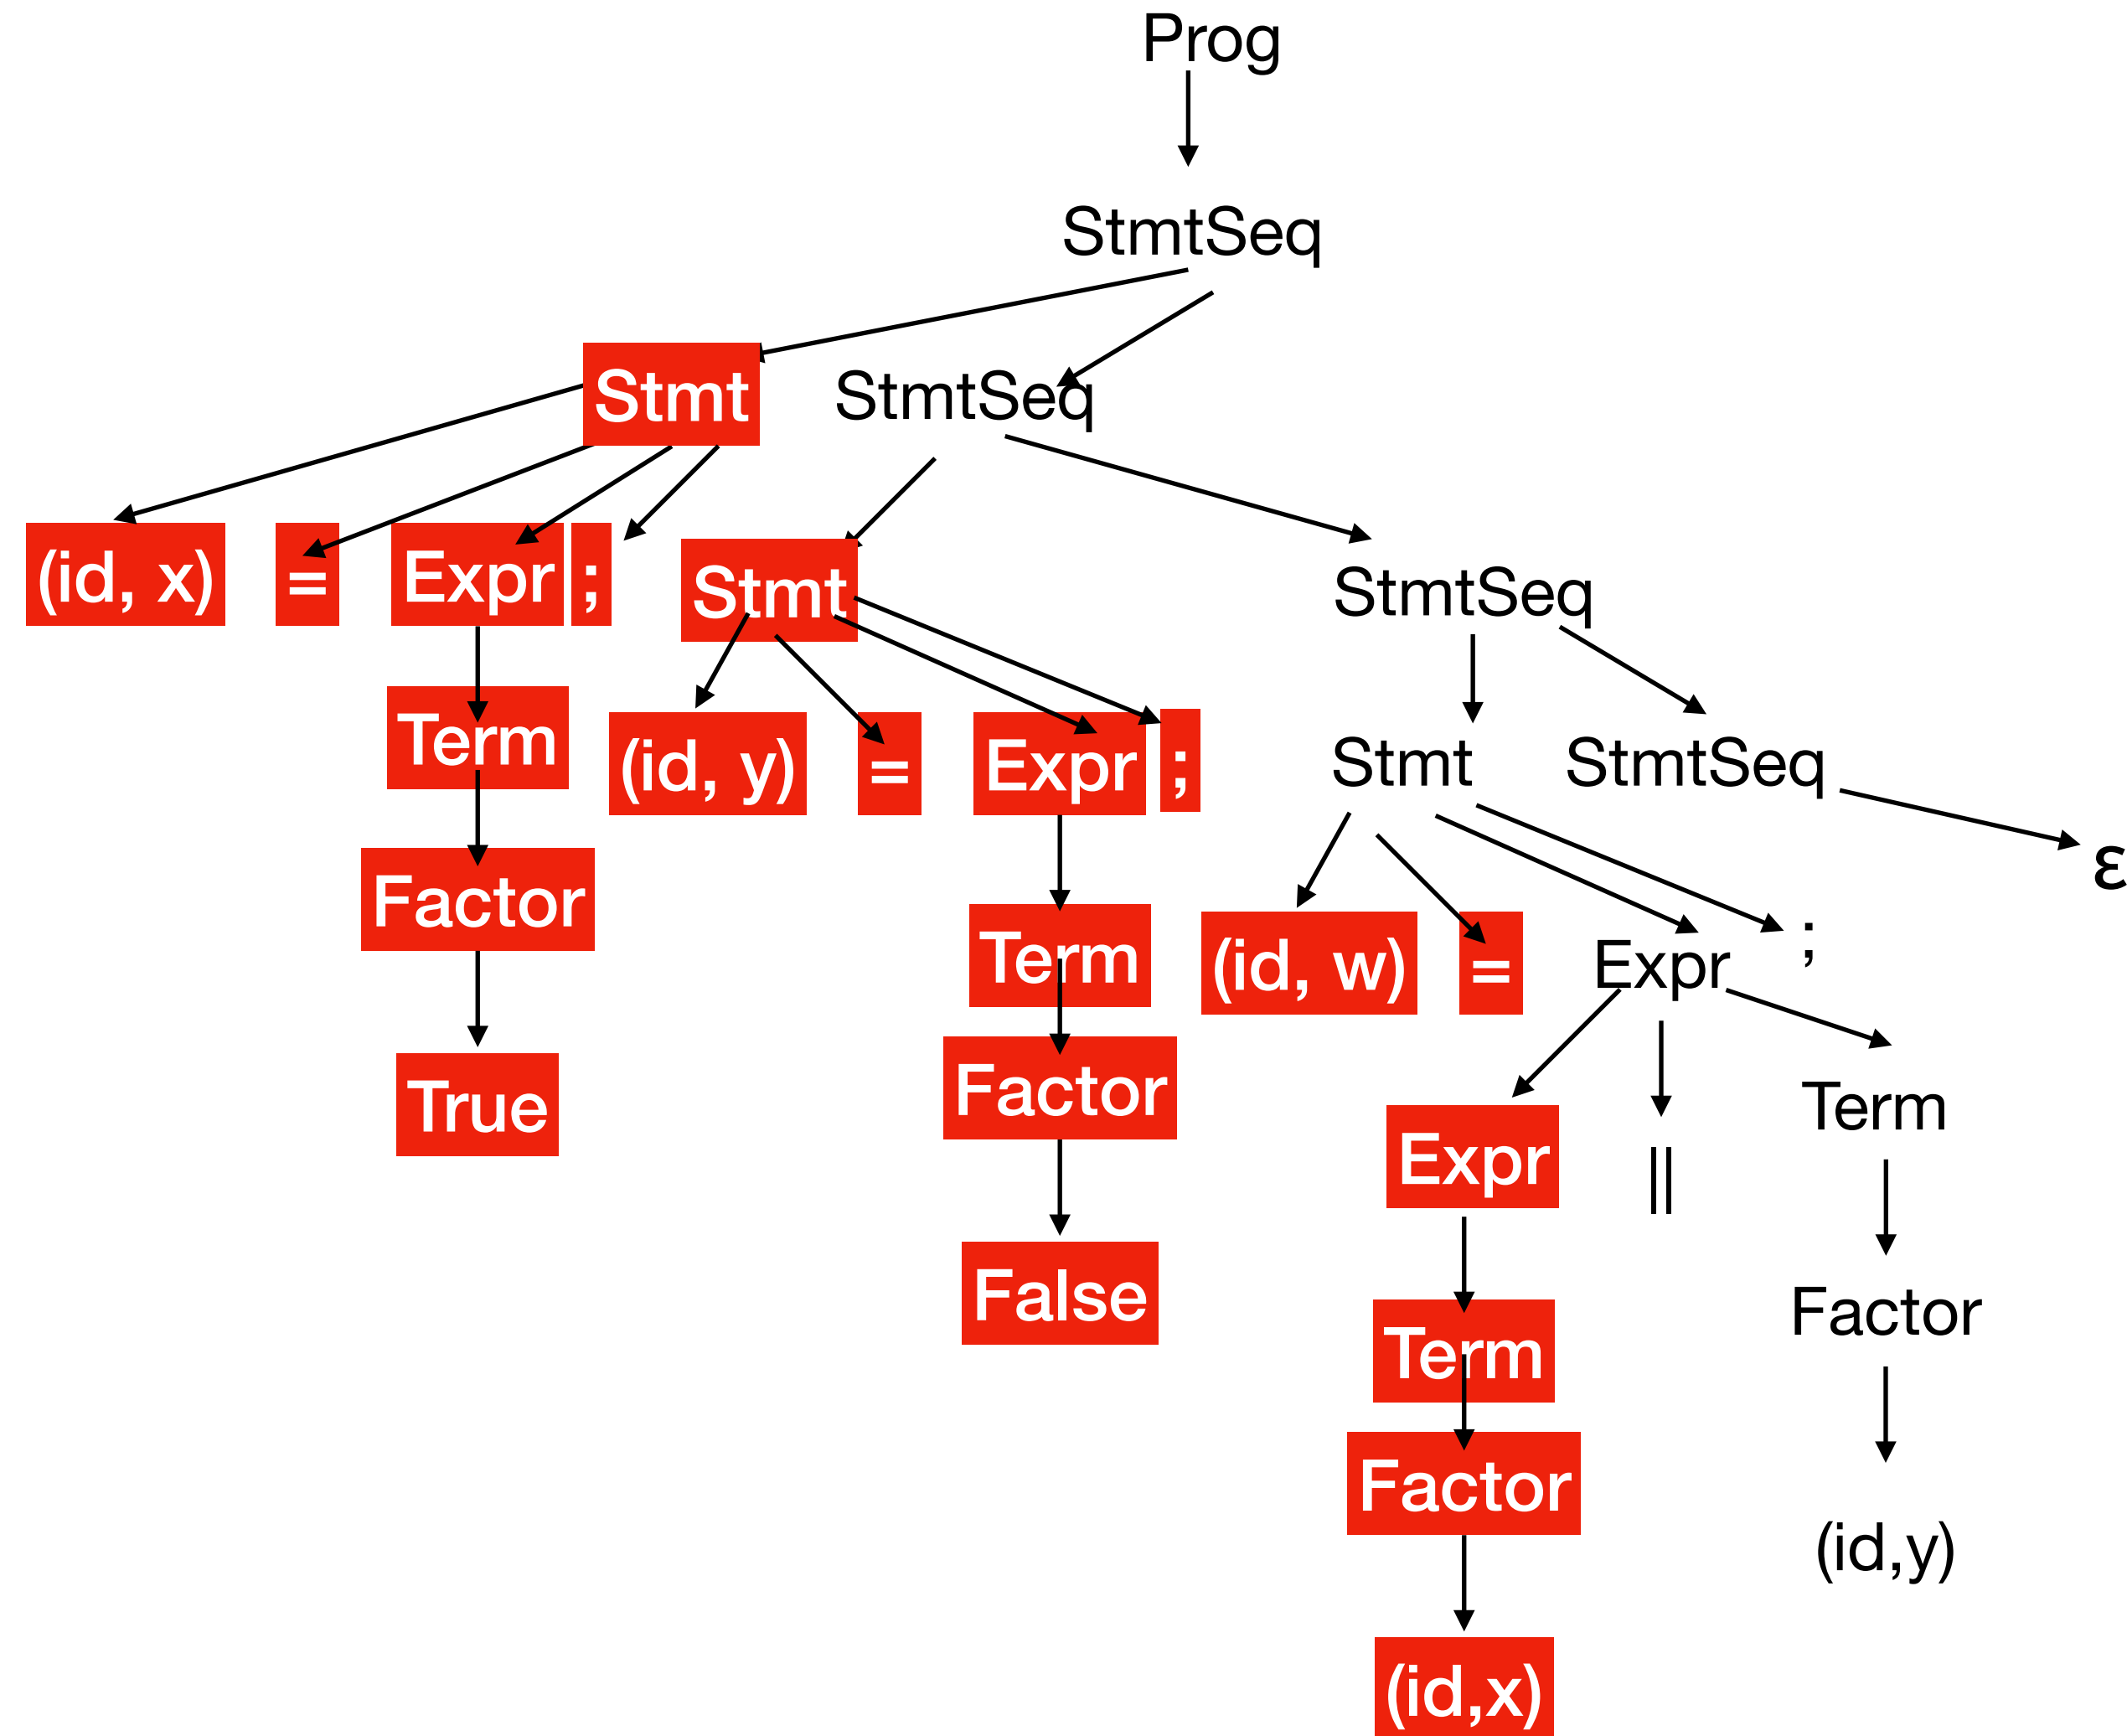 Prog
StmtSeq
Stmt StmtSeq
(id, x) = Expr ; Stmt StmtSeq
Term (id, y) = Expr ; Stmt StmtSeq
ε
Factor Term (id, w) = Expr ;
True Factor Expr || Term
False Term Factor
Factor (id,y)
(id,x)